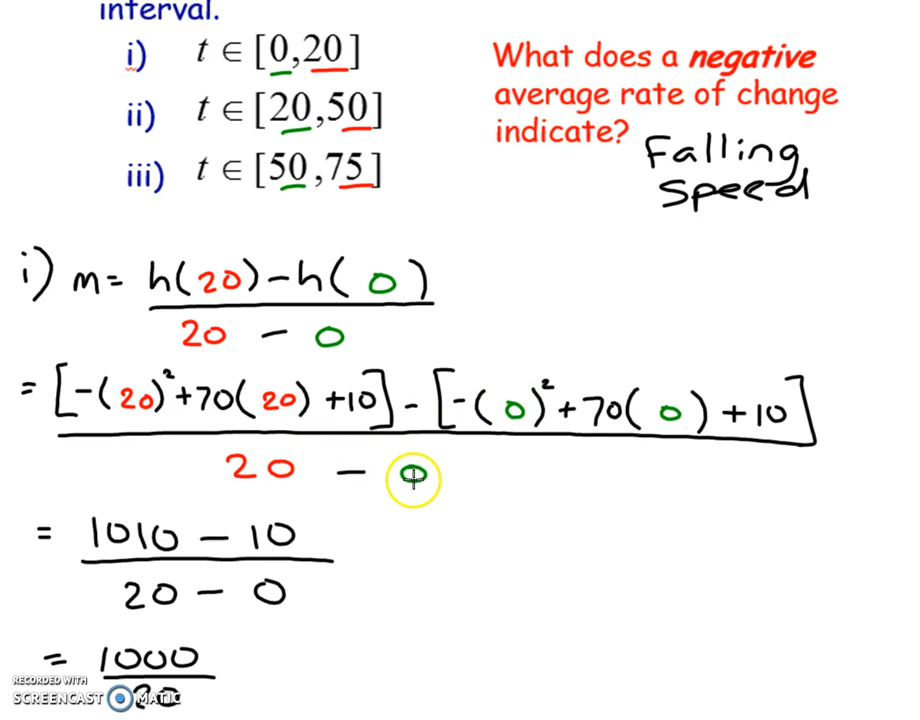 interval.
i) t ∈ [0,20]
ii) t ∈ [20,50]
iii) t ∈ [50,75]
What does a negative
average rate of change
indicate?
Falling
Speed
i) m = h(20) - h( 0 )
20 - 0
= [-(20)²+70(20) +10] - [-( 0 )² + 70( 0 ) + 10]
20 - 0
= 1010 - 10
20 - 0
= 1000
20
RECORDED WITH
SCREENCAST MATIC